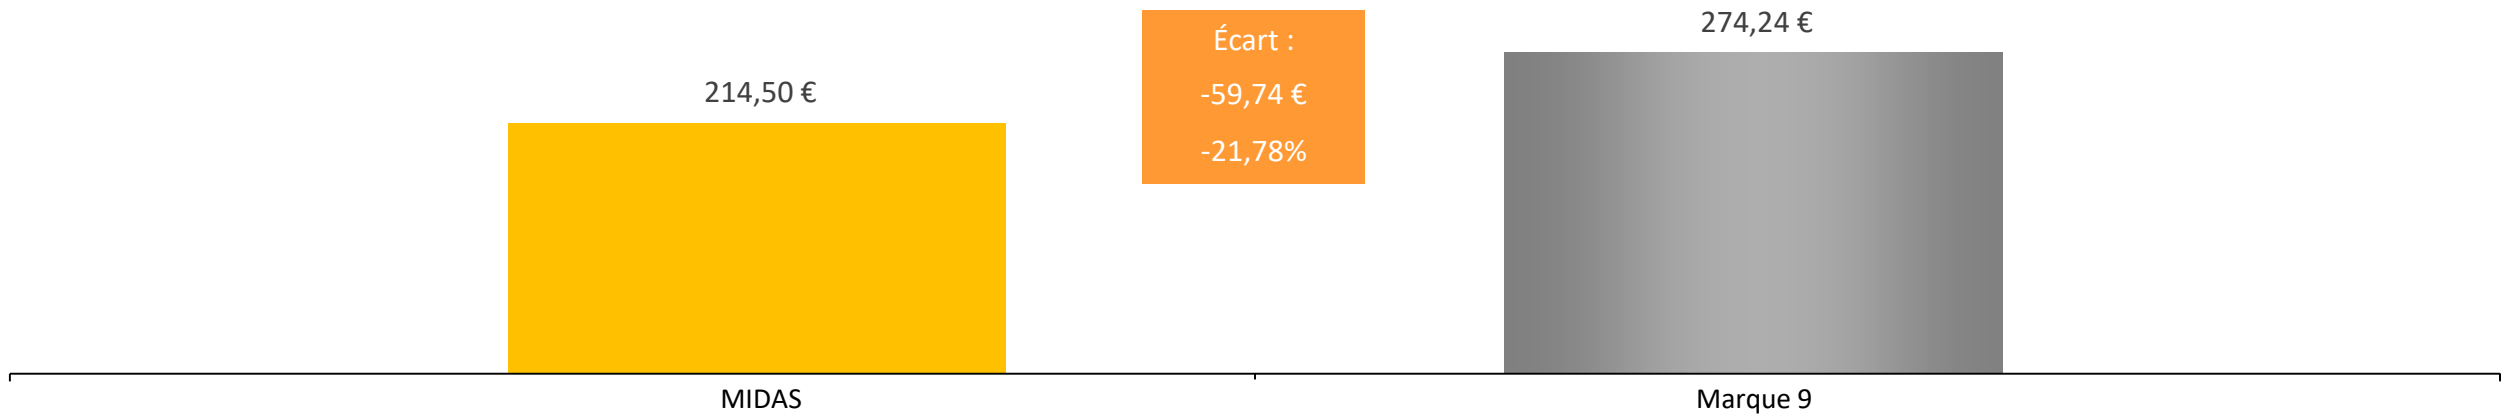 274,24 €
Écart :
-59,74 €
-21,78%
214,50 €
MIDAS
Marque 9